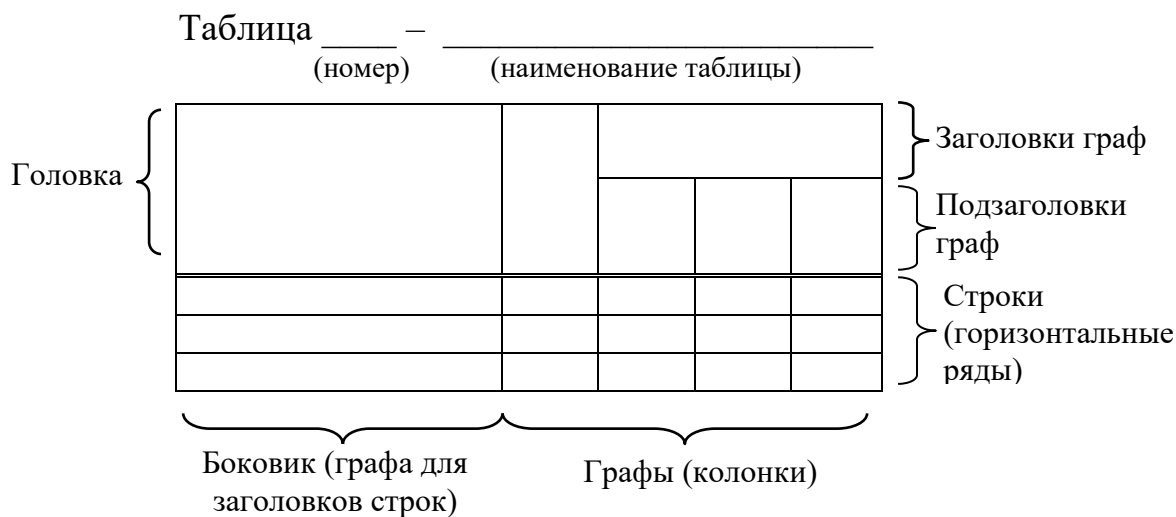 Таблица ____ – _______________________
(номер) (наименование таблицы)
Головка
Заголовки граф
Подзаголовки
граф
Строки
(горизонтальные
ряды)
Боковик (графа для
заголовков строк)
Графы (колонки)